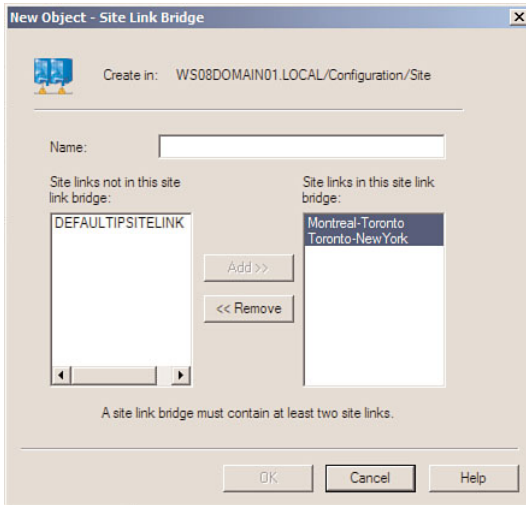 New Object - Site Link Bridge
Create in: WS08DOMAIN01.LOCAL/Configuration/Site
Name:
Site links not in this site
link bridge:
DEFAULTIPSITELINK
Add >>
<< Remove
Site links in this site link
bridge:
Montreal-Toronto
Toronto-NewYork
A site link bridge must contain at least two site links.
OK
Cancel
Help